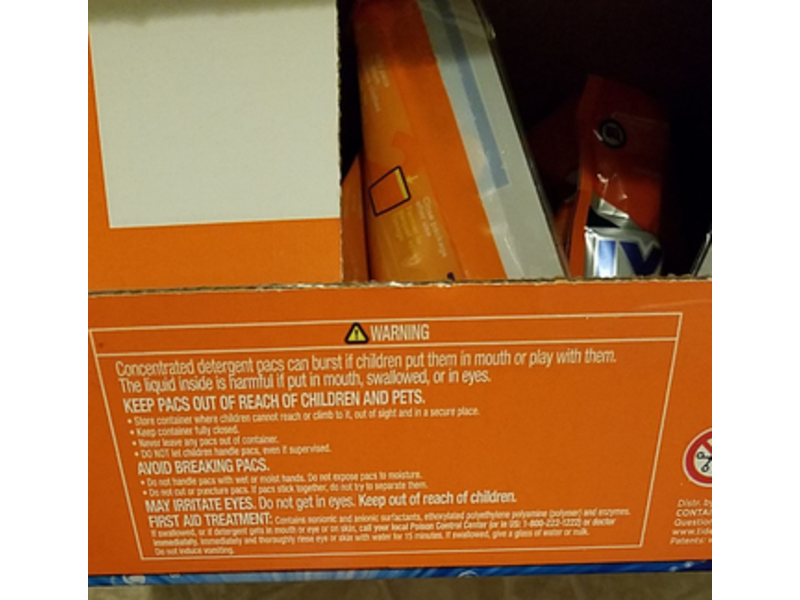 WARNING
Concentrated detergent pacs can burst if children put them in mouth or play with them.
The liquid inside is harmful if put in mouth, swallowed, or in eyes.
KEEP PACS OUT OF REACH OF CHILDREN AND PETS.
• Store container where children cannot reach or climb to it, out of sight and in a secure place.
• Keep container fully closed.
• Never leave any pacs out of container.
• DO NOT let children handle pacs, even if supervised.
AVOID BREAKING PACS.
• Do not handle pacs with wet or moist hands. Do not expose pacs to moisture.
• Do not cut or puncture pacs. If pacs stick together, do not try to separate them.
MAY IRRITATE EYES. Do not get in eyes. Keep out of reach of children.
FIRST AID TREATMENT: Contains nonionic and anionic surfactants, ethoxylated polyethylene polyamine (polymer) and enzymes.
If swallowed, or if detergent gets in mouth or eye or on skin, call your local Poison Control Center (or in US: 1-800-222-1222) or doctor
immediately, immediately and thoroughly rinse eye or skin with water for 15 minutes. If swallowed, give a glass of water or milk.
Do not induce vomiting.
Distr. by
CONTAI
Question
www.tide
Patents: w